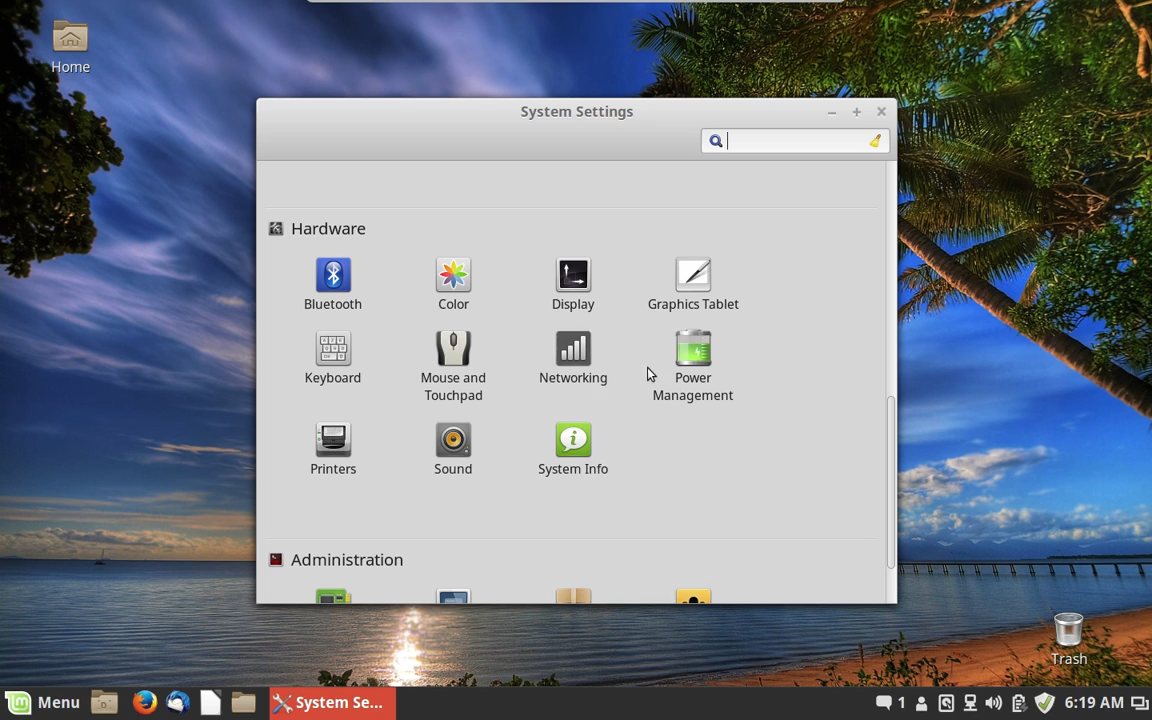 Home
System Settings
Hardware
Bluetooth
Color
Display
Graphics Tablet
Keyboard
Mouse and
Touchpad
Networking
Power
Management
Printers
Sound
System Info
Administration
Trash
Menu
System Se...
1
6:19 AM